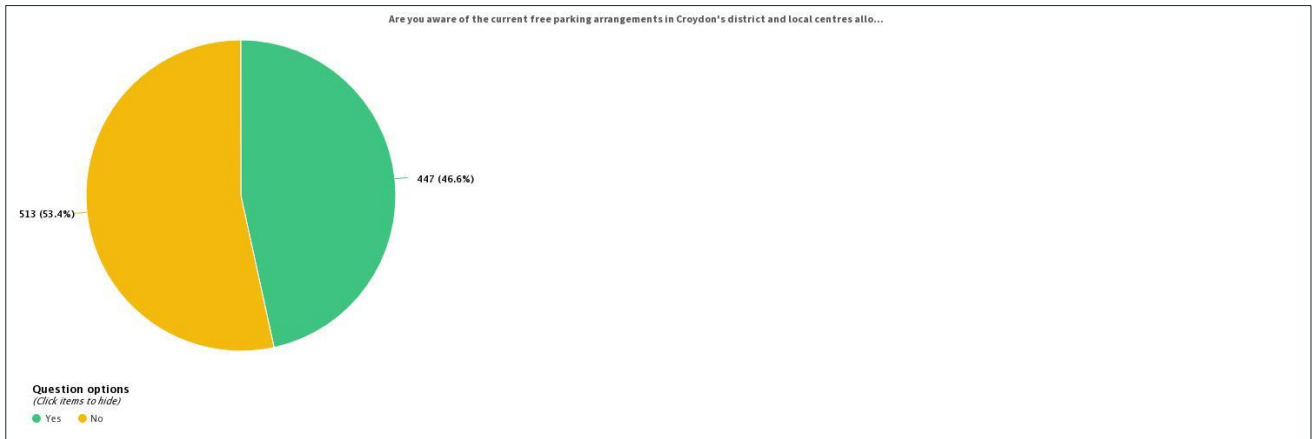 Are you aware of the current free parking arrangements in Croydon's district and local centres allo...
447 (46.6%)
513 (53.4%)
Question options
(Click items to hide)
Yes No